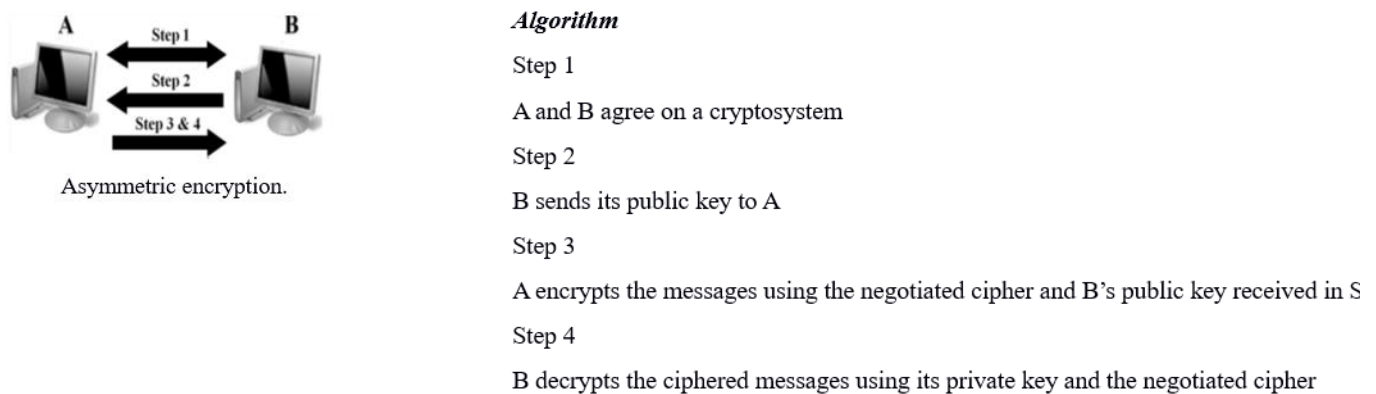 A
B
Step 1
Step 2
Step 3 & 4
Asymmetric encryption.
Algorithm
Step 1
A and B agree on a cryptosystem
Step 2
B sends its public key to A
Step 3
A encrypts the messages using the negotiated cipher and B’s public key received in
Step 4
B decrypts the ciphered messages using its private key and the negotiated cipher